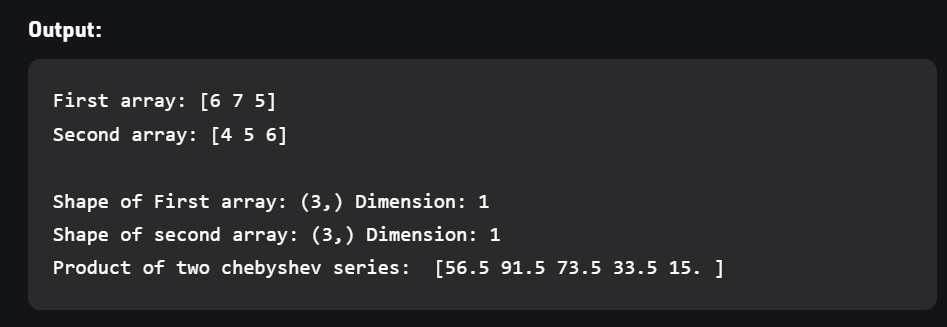 Output:
First array: [6 7 5]
Second array: [4 5 6]
Shape of First array: (3,) Dimension: 1
Shape of second array: (3,) Dimension: 1
Product of two chebyshev series:  [56.5 91.5 73.5 33.5 15. ]